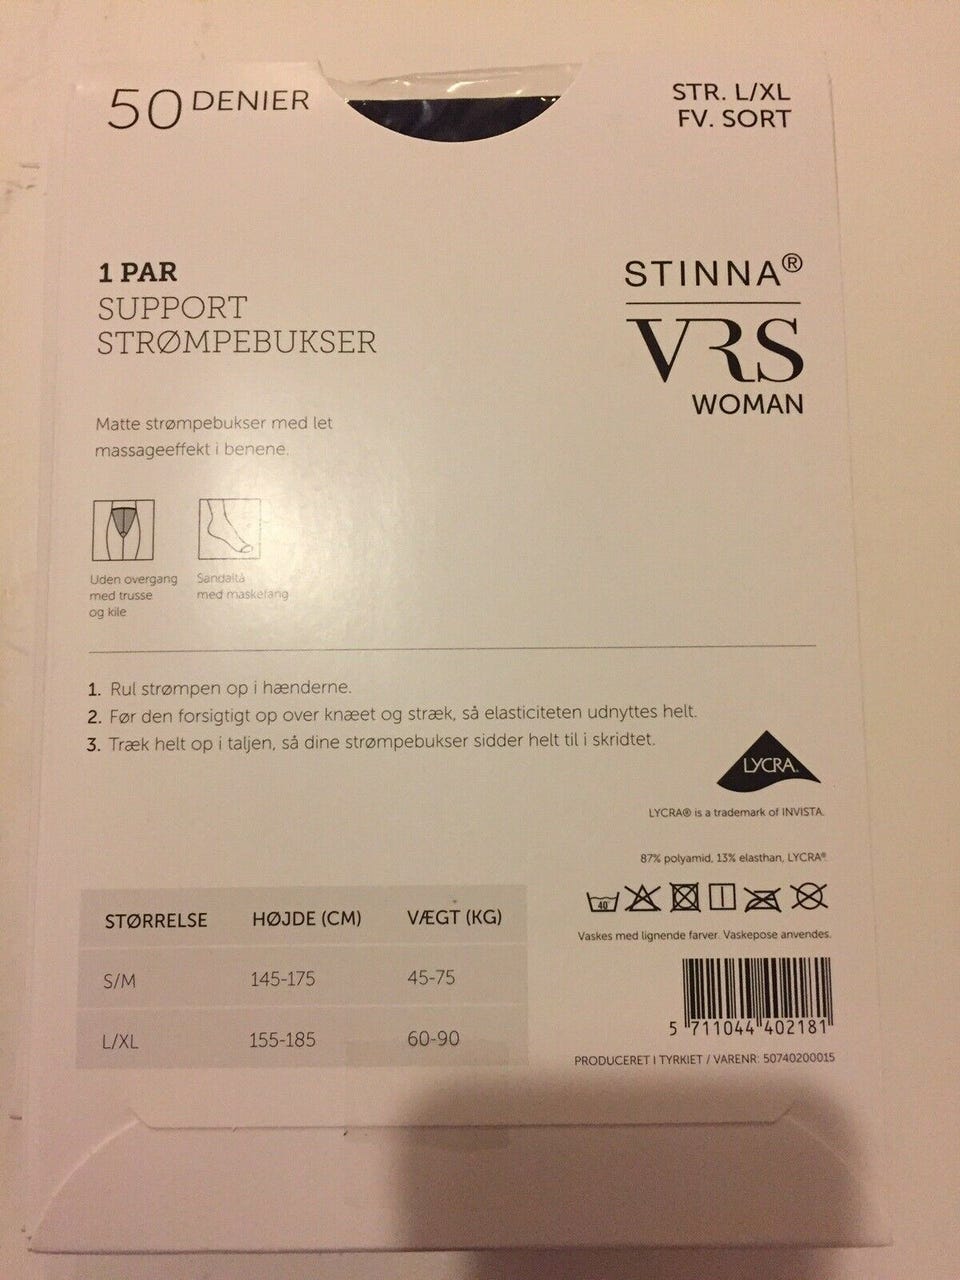 50 DENIER
STR. L/XL
FV. SORT
1 PAR
SUPPORT
STRØMPEBUKSER
STINNA®
VRS
WOMAN
Matte strømpebukser med let
massageeffekt i benene.
Uden overgang
med trusse
og kile
Sandaltå
med maskefang
1. Rul strømpen op i hænderne.
2. Før den forsigtigt op over knæet og stræk, så elasticiteten udnyttes helt.
3. Træk helt op i taljen, så dine strømpebukser sidder helt til i skridtet.
LYCRA®
LYCRA® is a trademark of INVISTA.
87% polyamid, 13% elasthan, LYCRA®
40
Vaskes med lignende farver. Vaskepose anvendes.
STØRRELSE HØJDE (CM) VÆGT (KG)
S/M 145-175 45-75
L/XL 155-185 60-90
5 711044 402181
PRODUCERET I TYRKIET / VARENR: 50740200015